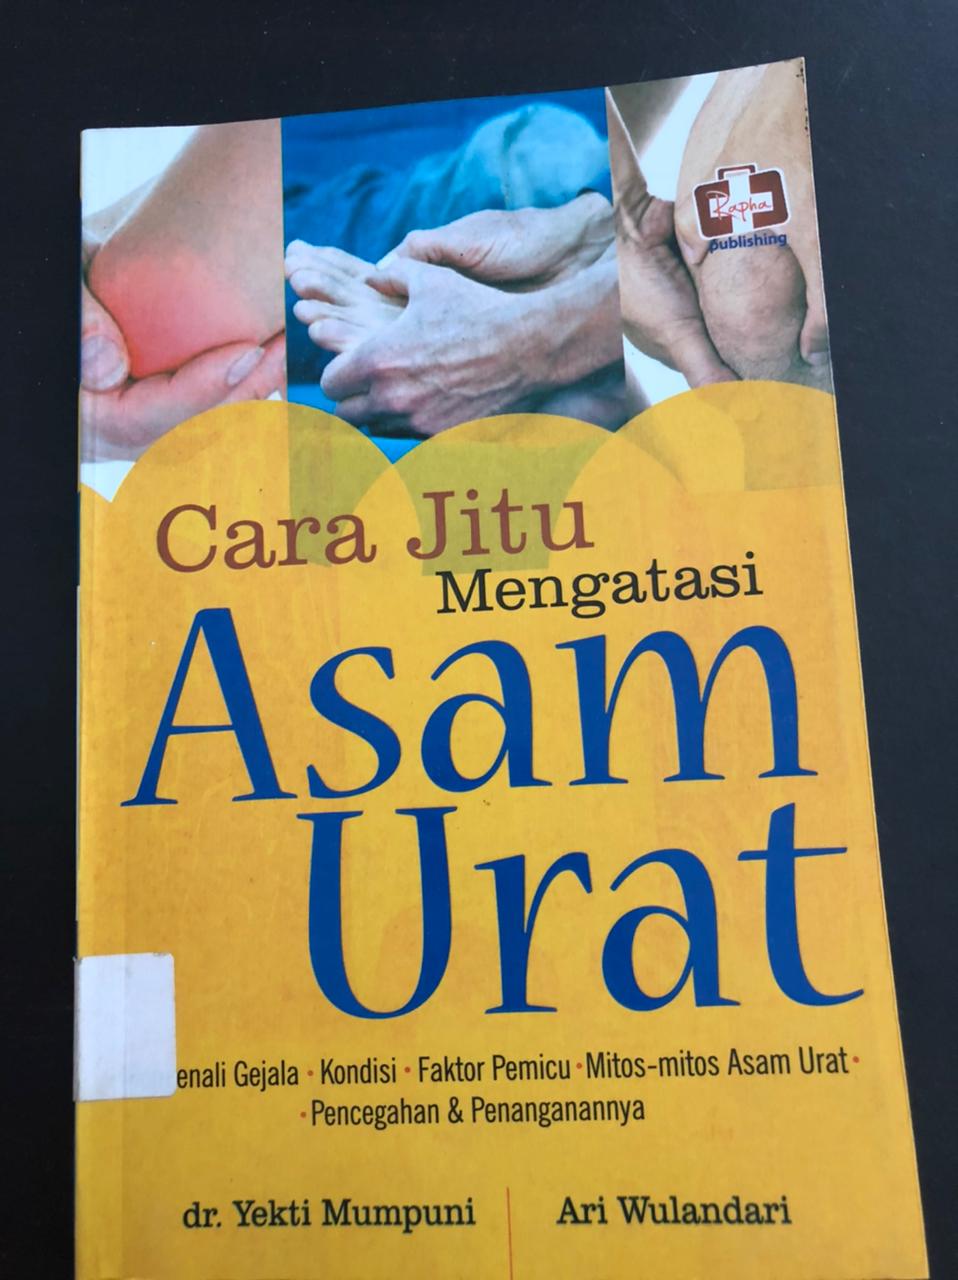 Rapha
publishing
Cara Jitu
Mengatasi
Asam
Urat
enali Gejala • Kondisi • Faktor Pemicu • Mitos-mitos Asam Urat •
• Pencegahan & Penanganannya
dr. Yekti Mumpuni | Ari Wulandari